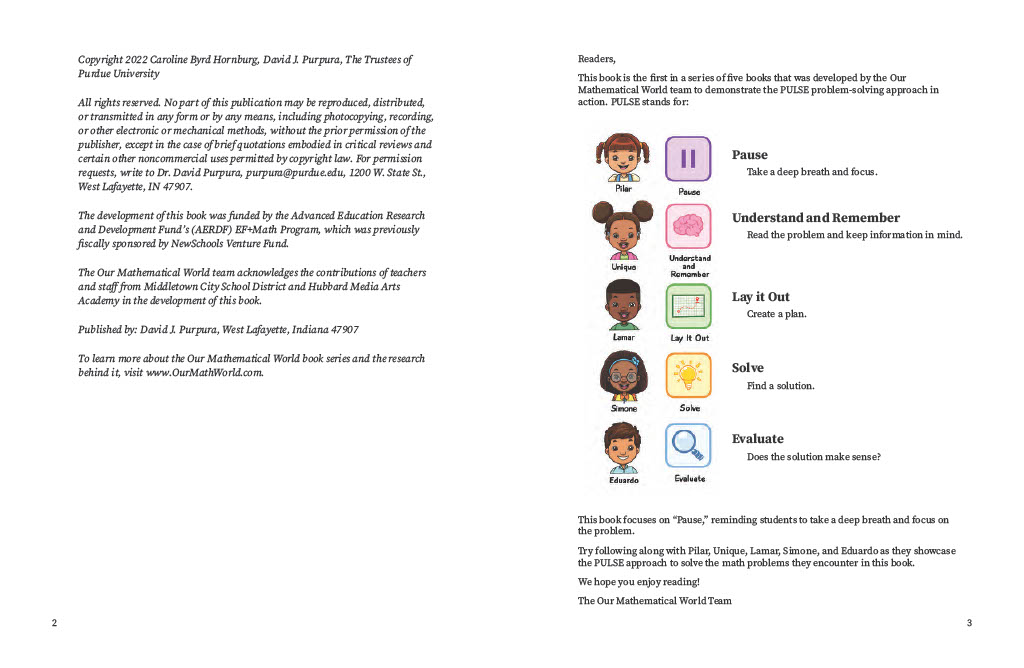 Copyright 2022 Caroline Byrd Hornburg, David J. Purpura, The Trustees of
Purdue University
All rights reserved. No part of this publication may be reproduced, distributed,
or transmitted in any form or by any means, including photocopying, recording,
or other electronic or mechanical methods, without the prior permission of the
publisher, except in the case of brief quotations embodied in critical reviews and
certain other noncommercial uses permitted by copyright law. For permission
requests, write to Dr. David Purpura, purpura@purdue.edu, 1200 W. State St.,
West Lafayette, IN 47907.
The development of this book was funded by the Advanced Education Research
and Development Fund's (AERDF) EF+Math Program, which was previously
fiscally sponsored by NewSchools Venture Fund.
The Our Mathematical World team acknowledges the contributions of teachers
and staff from Middletown City School District and Hubbard Media Arts
Academy in the development of this book.
Published by: David J. Purpura, West Lafayette, Indiana 47907
To learn more about the Our Mathematical World book series and the research
behind it, visit www.OurMathWorld.com.
2
Readers,
This book is the first in a series of five books that was developed by the Our
Mathematical World team to demonstrate the PULSE problem-solving approach in
action. PULSE stands for:
Pilar
Pause
Pause
Take a deep breath and focus.
Unique
Understand
and
Remember
Understand and Remember
Read the problem and keep information in mind.
Lamar
Lay It Out
Lay it Out
Create a plan.
Simone
Solve
Solve
Find a solution.
Eduardo
Evaluate
Evaluate
Does the solution make sense?
This book focuses on "Pause," reminding students to take a deep breath and focus on
the problem.
Try following along with Pilar, Unique, Lamar, Simone, and Eduardo as they showcase
the PULSE approach to solve the math problems they encounter in this book.
We hope you enjoy reading!
The Our Mathematical World Team
3